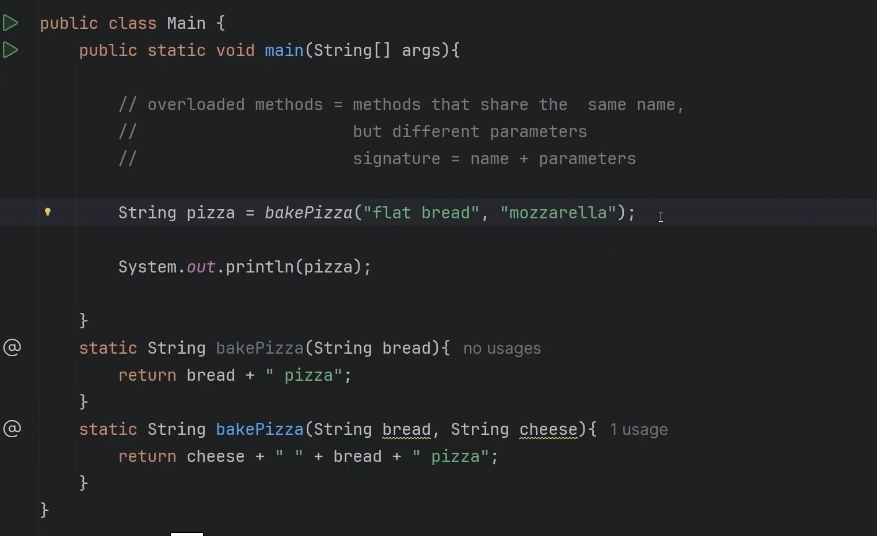 public class Main {
public static void main(String[] args){
// overloaded methods = methods that share the  same name,
//                      but different parameters
//                      signature = name + parameters
String pizza = bakePizza("flat bread", "mozzarella");
System.out.println(pizza);
}
@ static String bakePizza(String bread){ no usages
return bread + " pizza";
}
@ static String bakePizza(String bread, String cheese){ 1 usage
return cheese + " " + bread + " pizza";
}
}